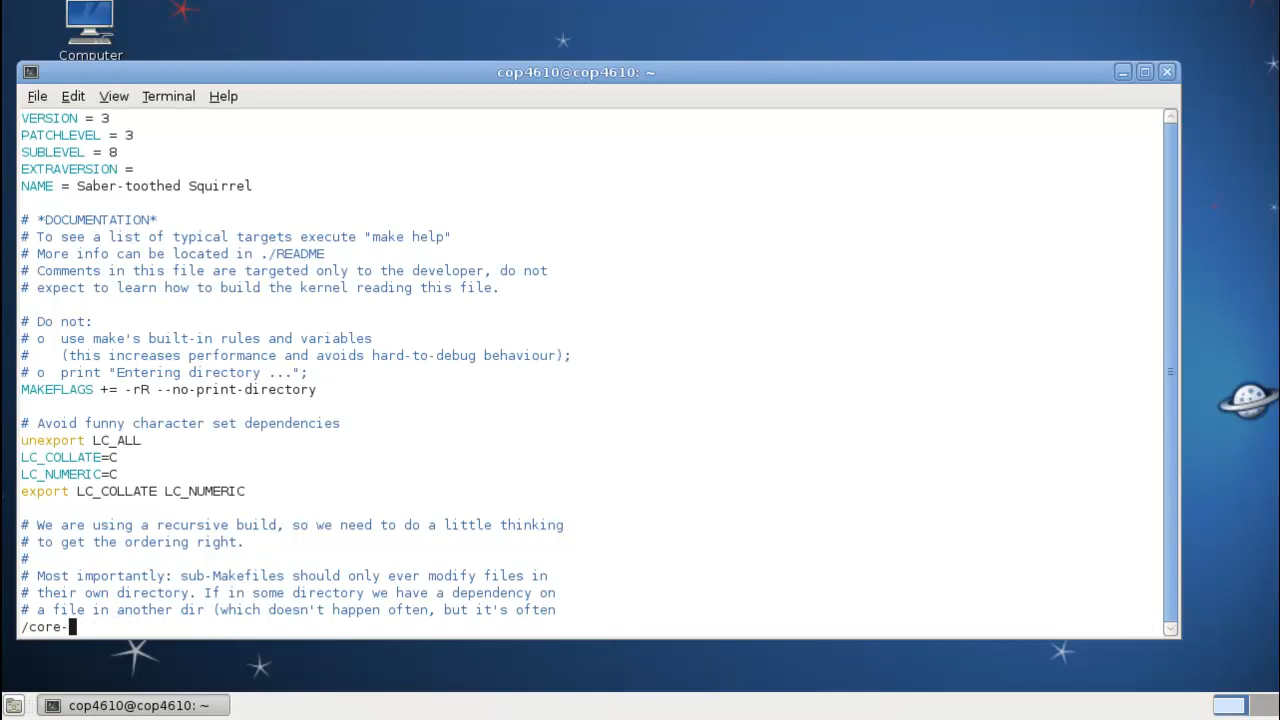 Computer
cop4610@cop4610: ~
File Edit View Terminal Help
VERSION = 3
PATCHLEVEL = 3
SUBLEVEL = 8
EXTRAVERSION =
NAME = Saber-toothed Squirrel
# *DOCUMENTATION*
# To see a list of typical targets execute "make help"
# More info can be located in ./README
# Comments in this file are targeted only to the developer, do not
# expect to learn how to build the kernel reading this file.
# Do not:
# o  use make's built-in rules and variables
#    (this increases performance and avoids hard-to-debug behaviour);
# o  print "Entering directory ...";
MAKEFLAGS += -rR --no-print-directory
# Avoid funny character set dependencies
unexport LC_ALL
LC_COLLATE=C
LC_NUMERIC=C
export LC_COLLATE LC_NUMERIC
# We are using a recursive build, so we need to do a little thinking
# to get the ordering right.
#
# Most importantly: sub-Makefiles should only ever modify files in
# their own directory. If in some directory we have a dependency on
# a file in another dir (which doesn't happen often, but it's often
/core-
cop4610@cop4610: ~